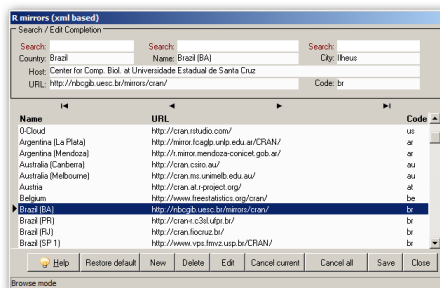 R mirrors (xml based)
Search / Edit Completion
Search: Search: Search:
Country: Brazil Name: Brazil (BA) City: Ilheus
Host: Center for Comp. Biol. at Universidade Estadual de Santa Cruz
URL: http://nbcgib.uesc.br/mirrors/cran/ Code: br
Name URL Code
0-Cloud http://cran.rstudio.com/ us
Argentina (La Plata) http://mirror.fcaglp.unlp.edu.ar/CRAN/ ar
Argentina (Mendoza) http://r.mirror.mendoza-conicet.gob.ar/ ar
Australia (Canberra) http://cran.csiro.au/ au
Australia (Melbourne) http://cran.ms.unimelb.edu.au/ au
Austria http://cran.at.r-project.org/ at
Belgium http://www.freestatistics.org/cran/ be
Brazil (BA) http://nbcgib.uesc.br/mirrors/cran/ br
Brazil (PR) http://cran-r.c3sl.ufpr.br/ br
Brazil (RJ) http://cran.fiocruz.br/ br
Brazil (SP 1) http://www.vps.fmvz.usp.br/CRAN/ br
Help Restore default New Delete Edit Cancel current Cancel all Save Close
Browse mode